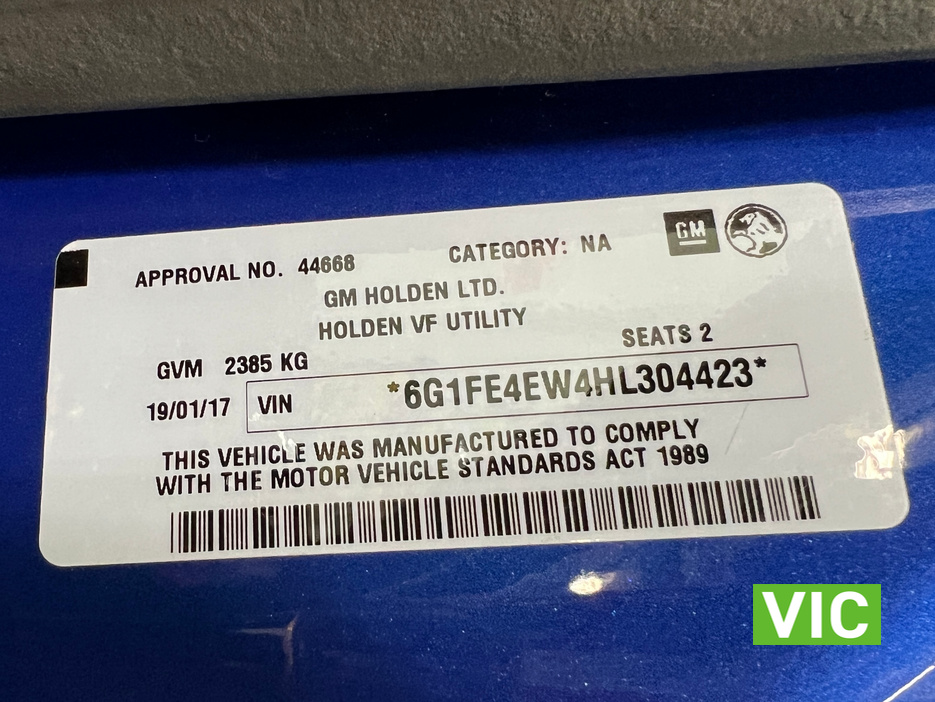 APPROVAL NO. 44668 CATEGORY: NA GM
GM HOLDEN LTD.
HOLDEN VF UTILITY
SEATS 2
GVM 2385 KG
19/01/17 VIN *6G1FE4EW4HL304423*
THIS VEHICLE WAS MANUFACTURED TO COMPLY
WITH THE MOTOR VEHICLE STANDARDS ACT 1989
VIC